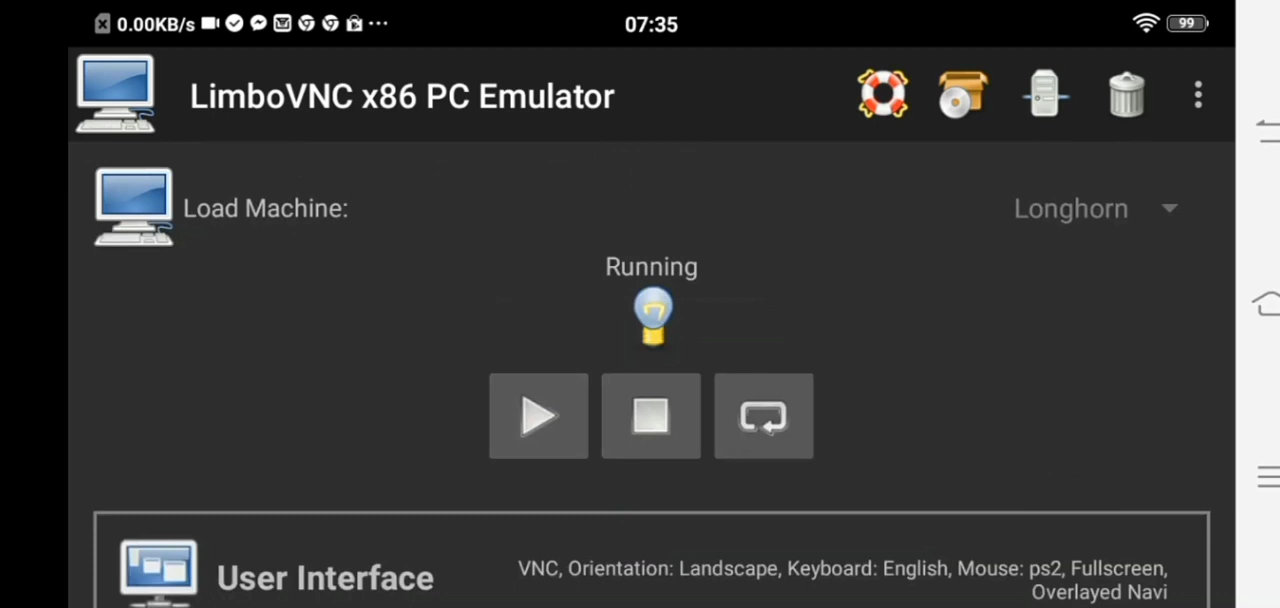 0.00KB/s 07:35 99
LimboVNC x86 PC Emulator
Load Machine: Longhorn
Running
User Interface
VNC, Orientation: Landscape, Keyboard: English, Mouse: ps2, Fullscreen,
Overlayed Navi